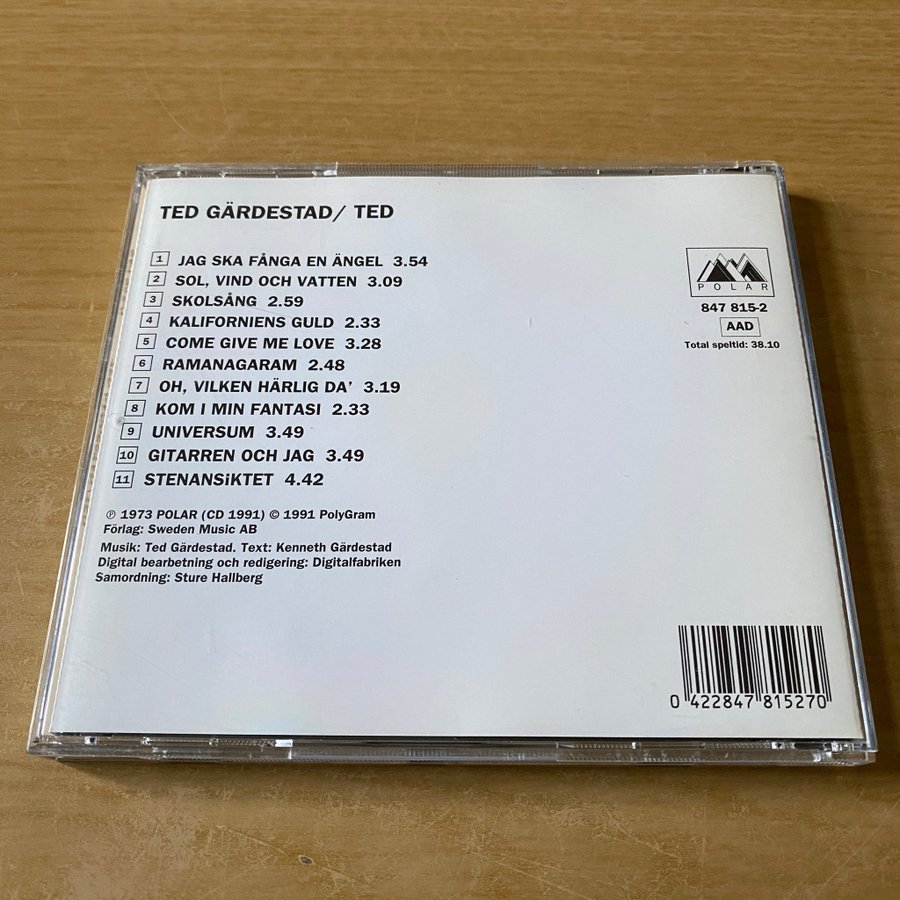 TED GÄRDESTAD/ TED
1 JAG SKA FÅNGA EN ÄNGEL 3.54
2 SOL, VIND OCH VATTEN 3.09
3 SKOLSÅNG 2.59
4 KALIFORNIENS GULD 2.33
5 COME GIVE ME LOVE 3.28
6 RAMANAGARAM 2.48
7 OH, VILKEN HÄRLIG DA' 3.19
8 KOM I MIN FANTASI 2.33
9 UNIVERSUM 3.49
10 GITARREN OCH JAG 3.49
11 STENANSiKTET 4.42
℗ 1973 POLAR (CD 1991) © 1991 PolyGram
Förlag: Sweden Music AB
Musik: Ted Gärdestad. Text: Kenneth Gärdestad
Digital bearbetning och redigering: Digitalfabriken
Samordning: Sture Hallberg
POLAR
847 815-2
AAD
Total speltid: 38.10
0 422847 815270